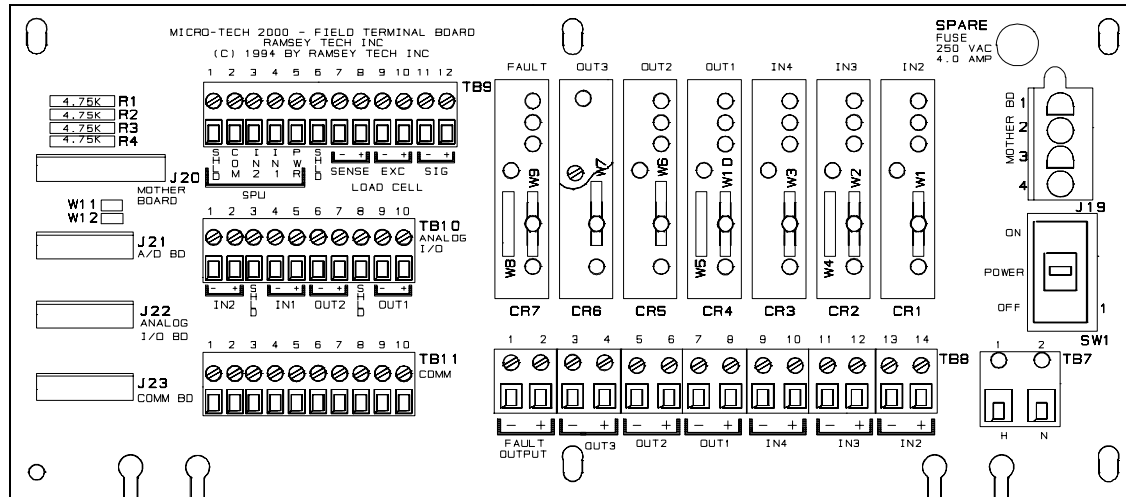 MICRO-TECH 2000 - FIELD TERMINAL BOARD
RAMSEY TECH INC
(C) 1994 BY RAMSEY TECH INC
SPARE
FUSE
250 VAC
4.0 AMP
1 2 3 4 5 6 7 8 9 10 11 12
TB9
SHLD COM IN2 IN1 PWR SHLD
- + - + - +
SENSE EXC SIG
SPU
LOAD CELL
4.75K R1
4.75K R2
4.75K R3
4.75K R4
J20
MOTHER
BOARD
W11
W12
J21
A/D BD
J22
ANALOG
I/O BD
J23
COMM BD
1 2 3 4 5 6 7 8 9 10
TB10
ANALOG
I/O
- + SHLD - + - + SHLD - +
IN2 IN1 OUT2 OUT1
1 2 3 4 5 6 7 8 9 10
TB11
COMM
FAULT OUT3 OUT2 OUT1 IN4 IN3 IN2
W9 W7 W6 W10 W3 W2 W1
W8 W5 W4
CR7 CR6 CR5 CR4 CR3 CR2 CR1
1 2 3 4 5 6 7 8 9 10 11 12 13 14
TB8
- + - + - + - + - + - + - +
FAULT
OUTPUT
OUT3 OUT2 OUT1 IN4 IN3 IN2
MOTHER BD
1
2
3
4
J19
ON
POWER
OFF
1
SW1
1 2
TB7
H N